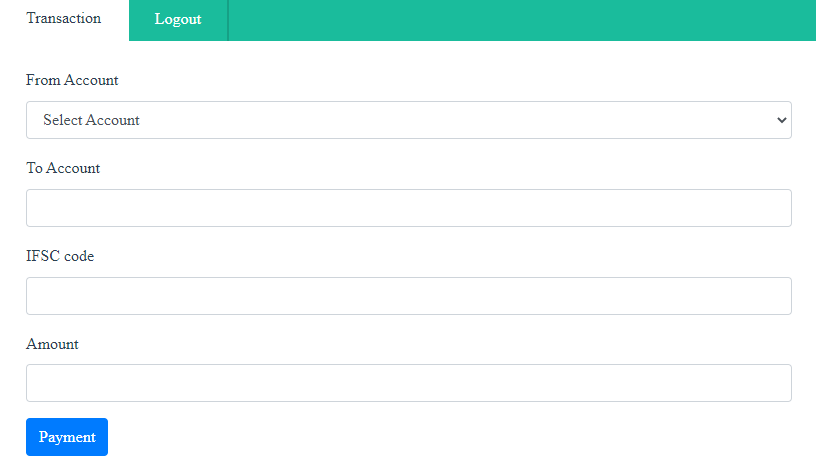 Transaction Logout
From Account
Select Account
To Account
IFSC code
Amount
Payment